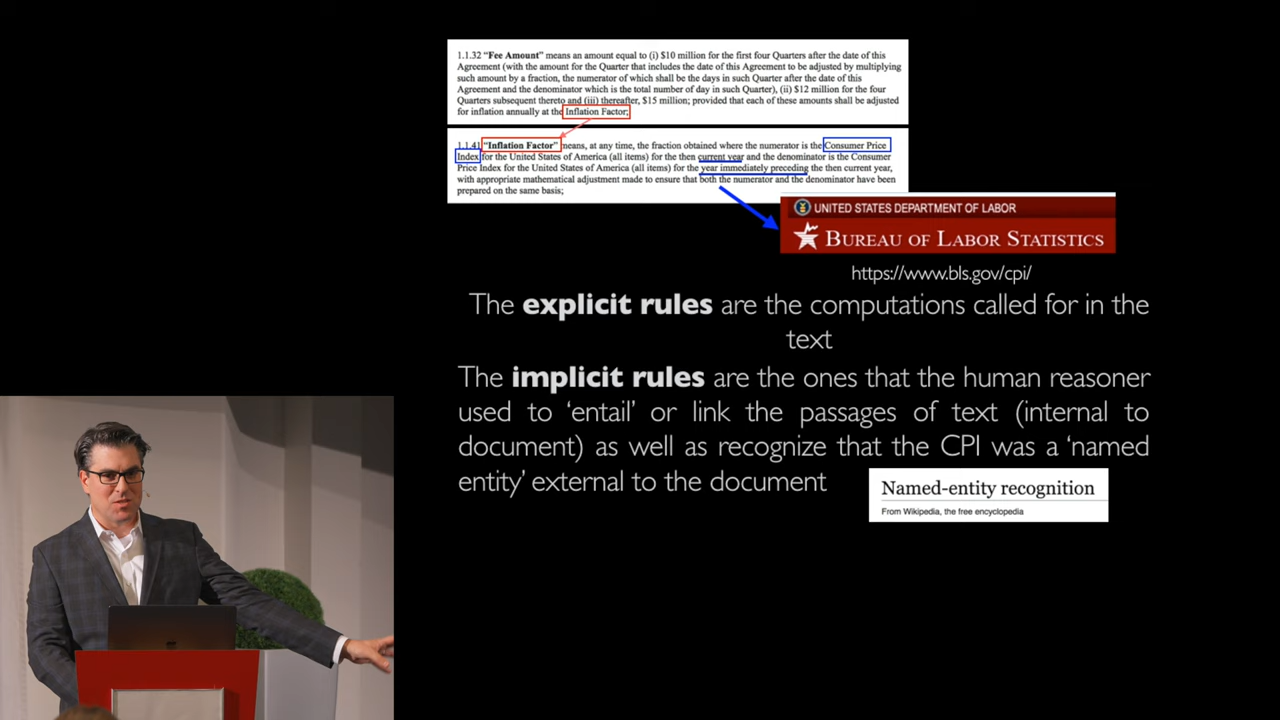 1.1.32 “Fee Amount” means an amount equal to (i) $10 million for the first four Quarters after the date of this
Agreement (with the amount for the Quarter that includes the date of this Agreement to be adjusted by multiplying
such amount by a fraction, the numerator of which shall be the days in such Quarter after the date of this
Agreement and the denominator which is the total number of day in such Quarter), (ii) $12 million for the four
Quarters subsequent thereto and (iii) thereafter, $15 million; provided that each of these amounts shall be adjusted
for inflation annually at the Inflation Factor;
1.1.41 “Inflation Factor” means, at any time, the fraction obtained where the numerator is the Consumer Price
Index for the United States of America (all items) for the then current year and the denominator is the Consumer
Price Index for the United States of America (all items) for the year immediately preceding the then current year,
with appropriate mathematical adjustment made to ensure that both the numerator and the denominator have been
prepared on the same basis;
UNITED STATES DEPARTMENT OF LABOR
BUREAU OF LABOR STATISTICS
https://www.bls.gov/cpi/
The explicit rules are the computations called for in the
text
The implicit rules are the ones that the human reasoner
used to ‘entail’ or link the passages of text (internal to
document) as well as recognize that the CPI was a ‘named
entity’ external to the document
Named-entity recognition
From Wikipedia, the free encyclopedia